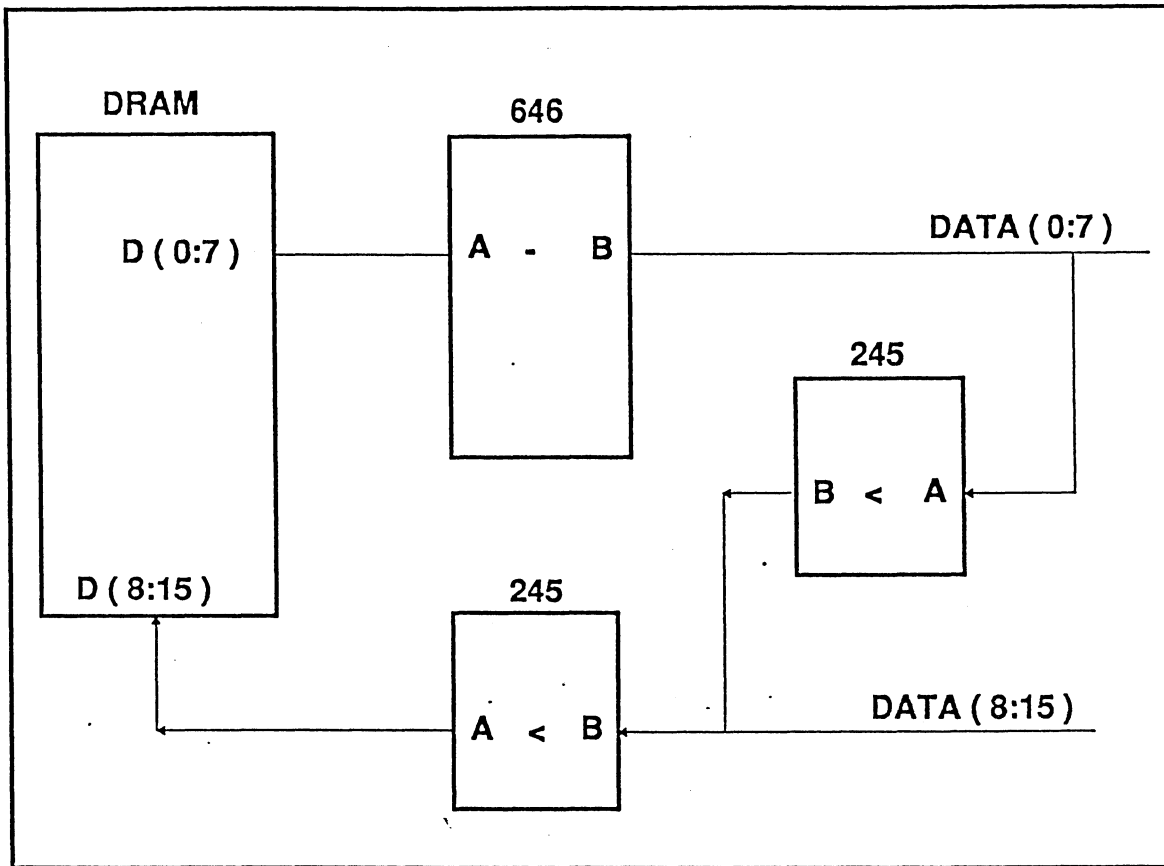 DRAM
646
D ( 0:7 )
A - B
DATA ( 0:7 )
245
B < A
D ( 8:15 )
245
A < B
DATA ( 8:15 )